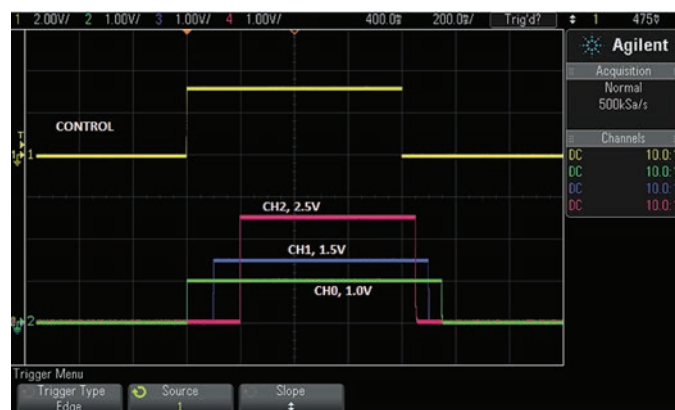 1 2.00V/ 2 1.00V/ 3 1.00V/ 4 1.00V/ 400.0 200.0 / Trig'd? 1 475
Agilent
Acquisition
Normal
500kSa/s
Channels
DC 10.0:
DC 10.0:
DC 10.0:
DC 10.0:
CONTROL
T
1 1
CH2, 2.5V
CH1, 1.5V
CH0, 1.0V
2
Trigger Menu
Trigger Type
Edge
Source
1
Slope